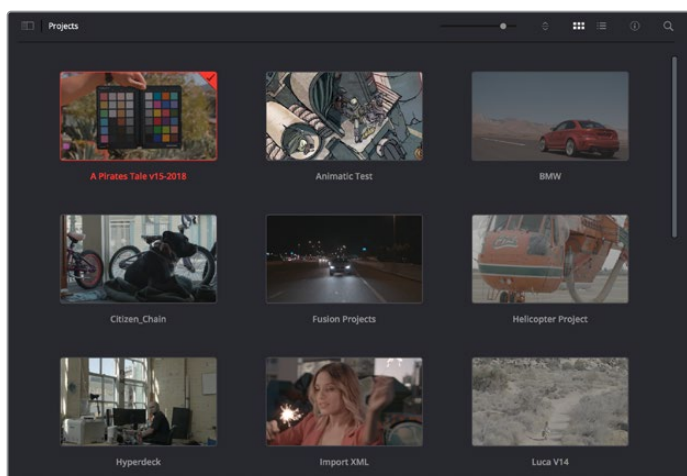 Projects
A Pirates Tale v15-2018
Animatic Test
BMW
Citizen_Chain
Fusion Projects
Helicopter Project
Hyperdeck
Import XML
Luca V14